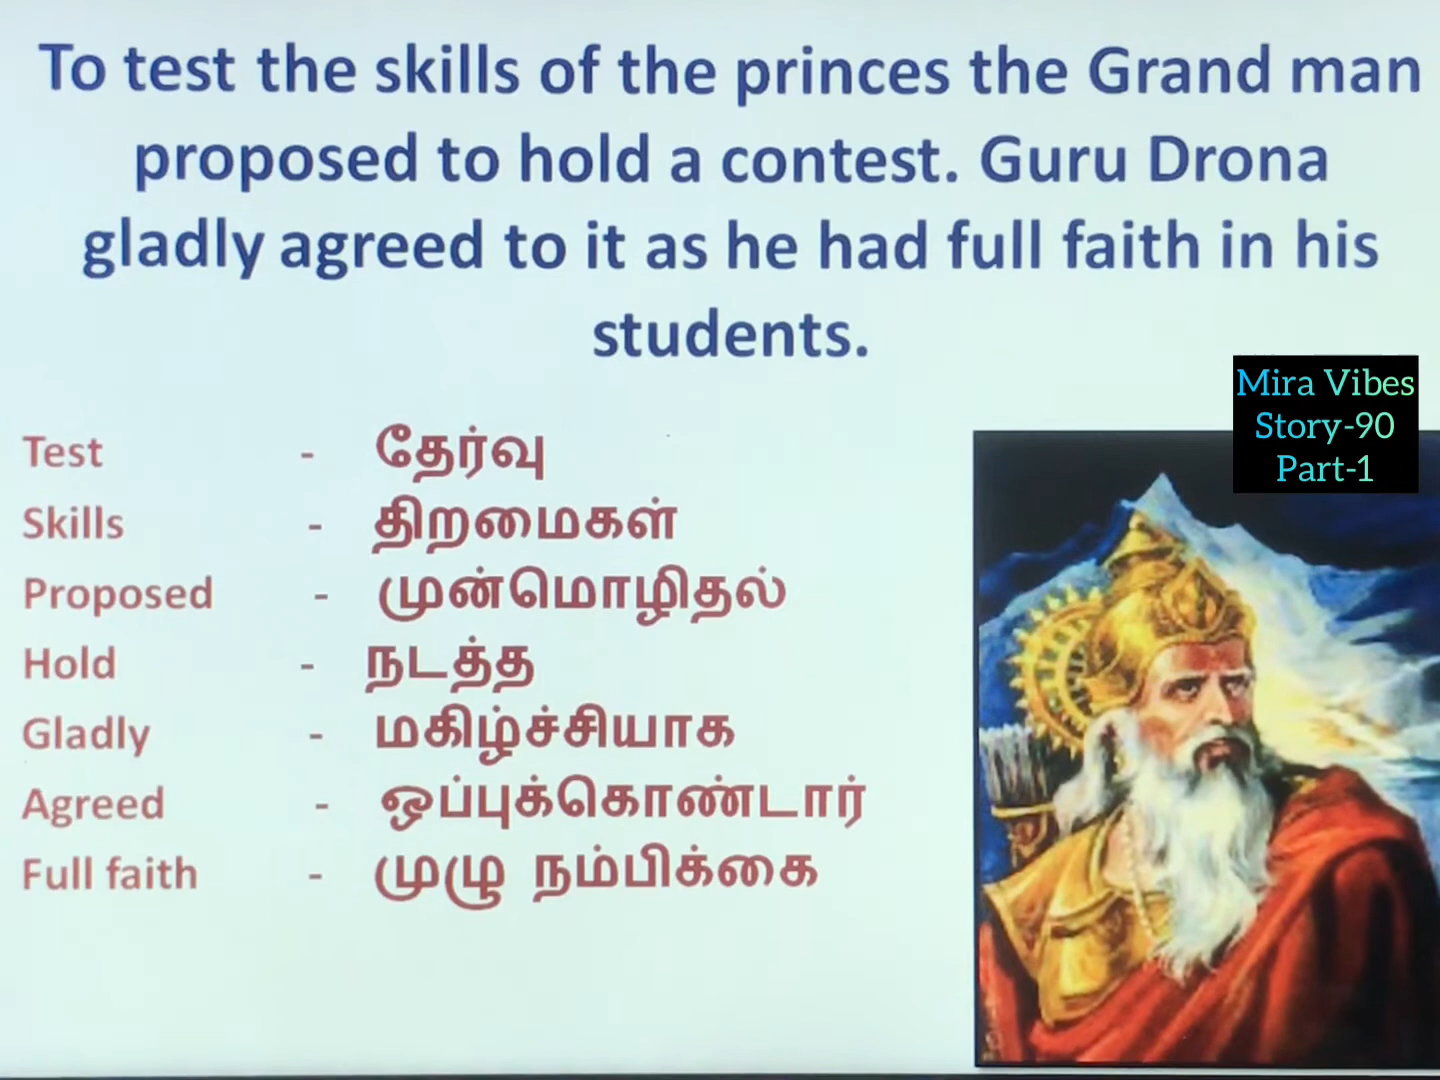 To test the skills of the princes the Grand man
proposed to hold a contest. Guru Drona
gladly agreed to it as he had full faith in his
students.
Mira Vibes
Story-90
Part-1
Test - தேர்வு
Skills - திறமைகள்
Proposed - முன்மொழிதல்
Hold - நடத்த
Gladly - மகிழ்ச்சியாக
Agreed - ஒப்புக்கொண்டார்
Full faith - முழு நம்பிக்கை